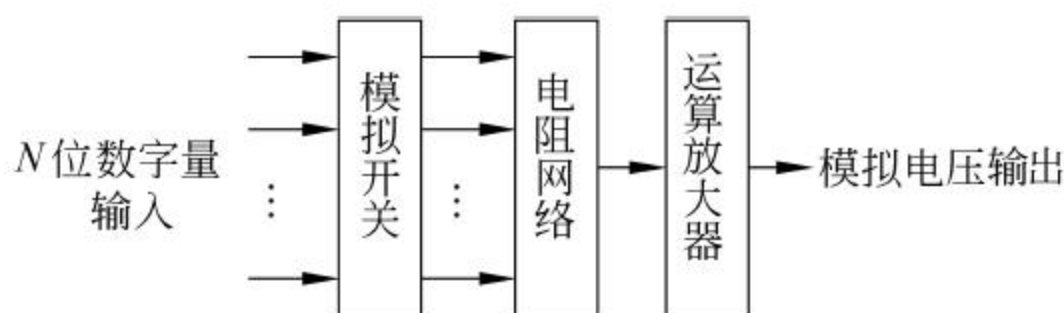 N位数字量
输入
模拟开关
电阻网络
运算放大器
模拟电压输出